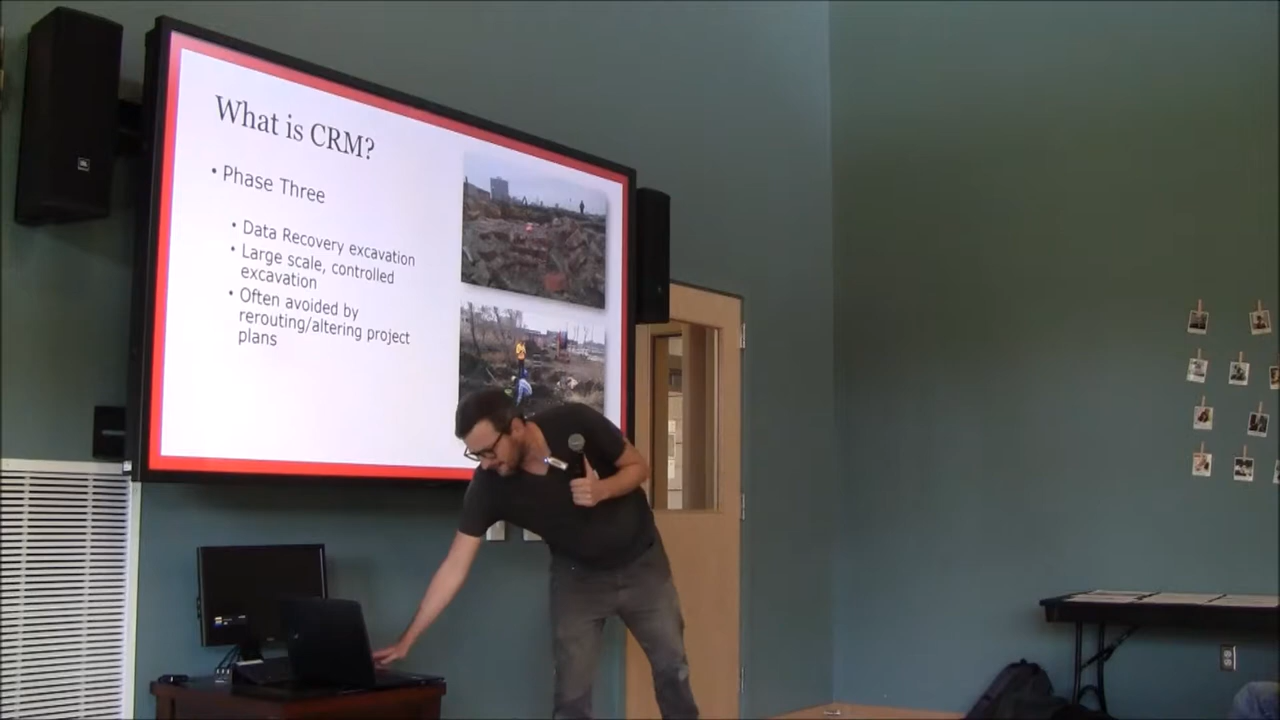 What is CRM?
• Phase Three
• Data Recovery excavation
• Large scale, controlled
excavation
• Often avoided by
rerouting/altering project
plans
JBL